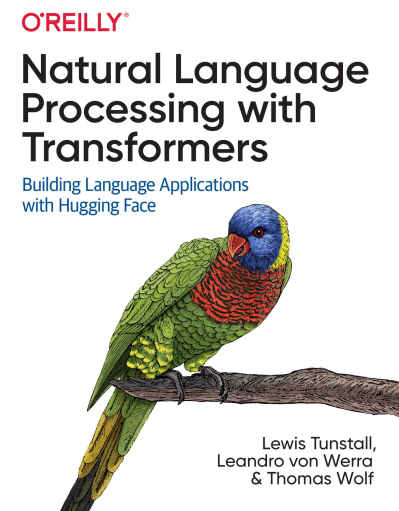 O'REILLY®
Natural Language
Processing with
Transformers
Building Language Applications
with Hugging Face
Lewis Tunstall,
Leandro von Werra
& Thomas Wolf